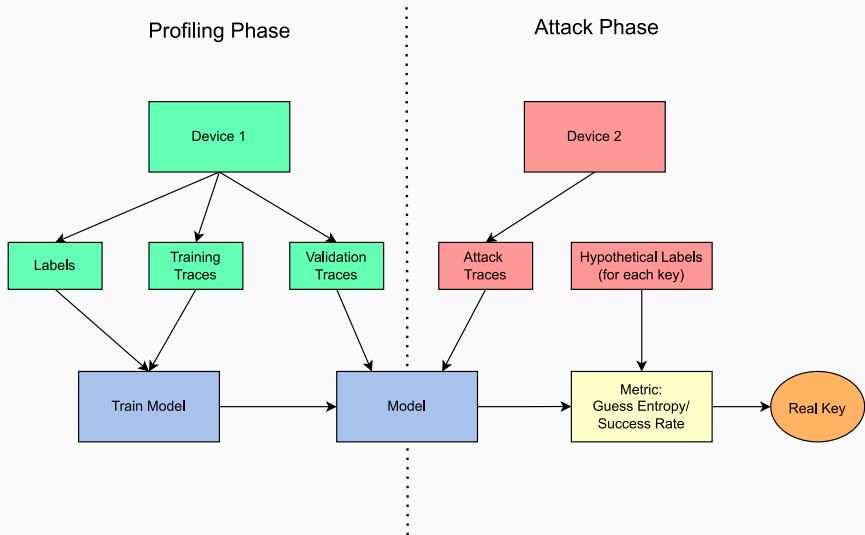 Profiling Phase
Attack Phase
Device 1
Device 2
Labels
Training
Traces
Validation
Traces
Attack
Traces
Hypothetical Labels
(for each key)
Train Model
Model
Metric:
Guess Entropy/
Success Rate
Real Key